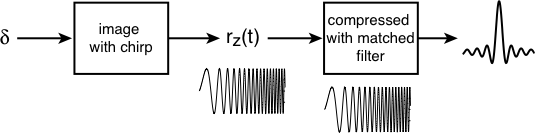 δ
image
with chirp
r_z(t)
compressed
with matched
filter